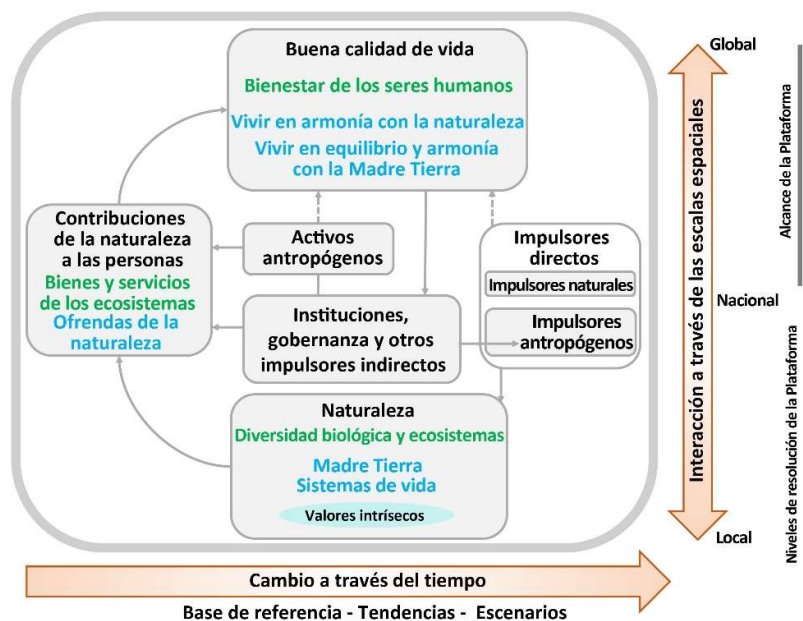 Buena calidad de vida
Bienestar de los seres humanos
Vivir en armonía con la naturaleza
Vivir en equilibrio y armonía
con la Madre Tierra
Contribuciones
de la naturaleza
a las personas
Bienes y servicios
de los ecosistemas
Ofrendas de la
naturaleza
Activos
antropógenos
Impulsores
directos
Impulsores naturales
Impulsores
antropógenos
Instituciones,
gobernanza y otros
impulsores indirectos
Naturaleza
Diversidad biológica y ecosistemas
Madre Tierra
Sistemas de vida
Valores intrísecos
Global
Nacional
Local
Interacción a través de las escalas espaciales
Alcance de la Plataforma
Niveles de resolución de la Plataforma
Cambio a través del tiempo
Base de referencia - Tendencias - Escenarios